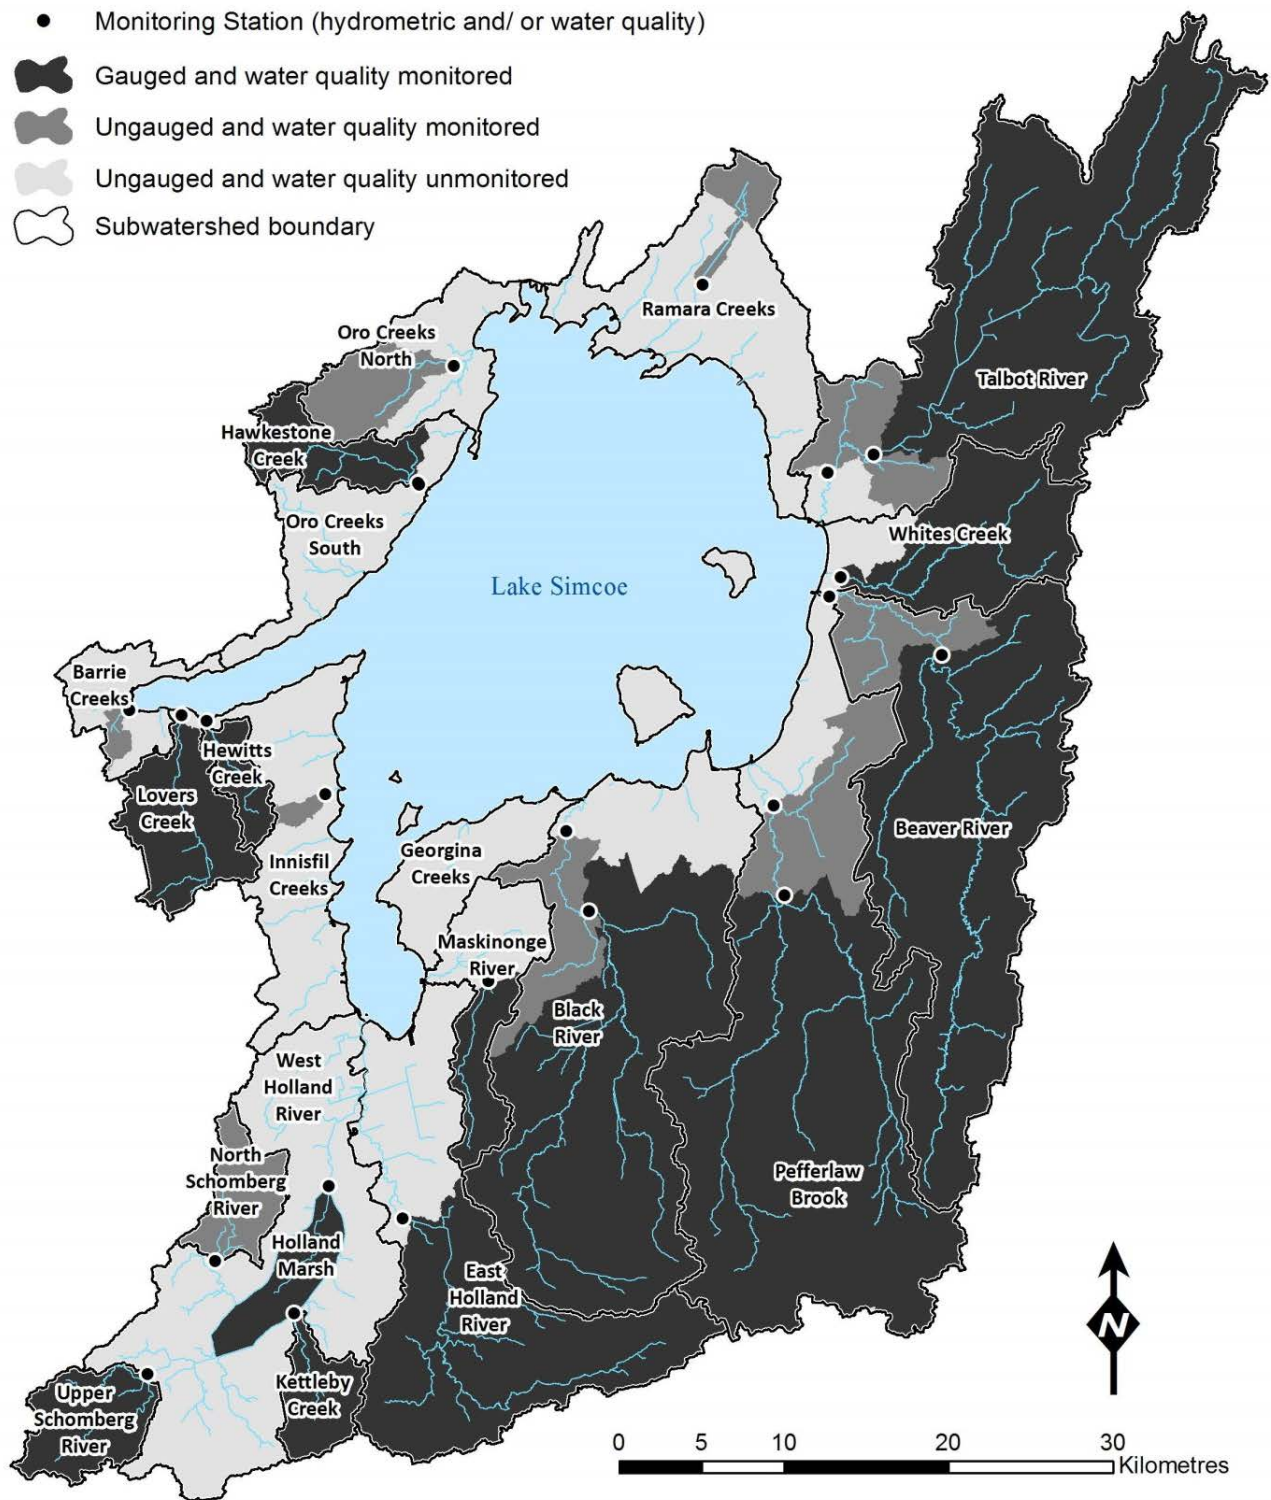 Monitoring Station (hydrometric and/ or water quality)
Gauged and water quality monitored
Ungauged and water quality monitored
Ungauged and water quality unmonitored
Subwatershed boundary
Ramara Creeks
Oro Creeks
North
Talbot River
Hawkestone
Creek
Oro Creeks
South
Whites Creek
Lake Simcoe
Barrie
Creeks
Hewitts
Creek
Lovers
Creek
Beaver River
Innisfil
Creeks
Georgina
Creeks
Maskinonge
River
Black
River
West
Holland
River
North
Schomberg
River
Pefferlaw
Brook
Holland
Marsh
East
Holland
River
Kettleby
Creek
Upper
Schomberg
River
N
0 5 10 20 30
Kilometres